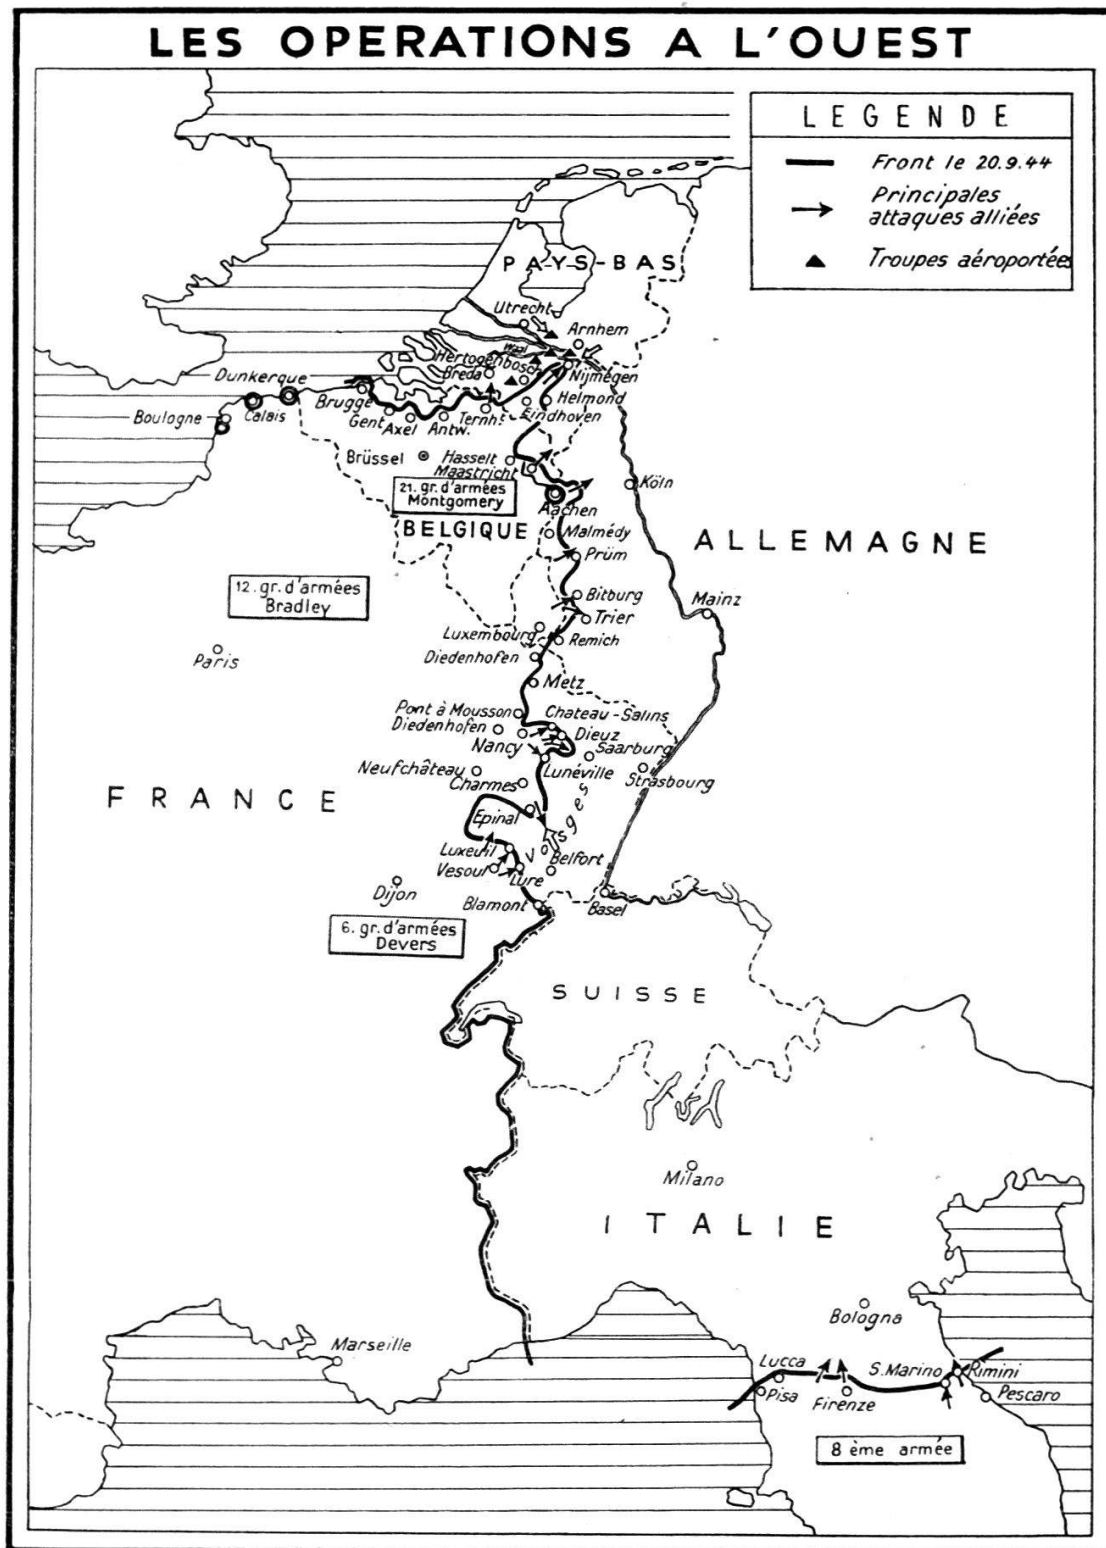 LES OPERATIONS A L'OUEST
LEGENDE
Front le 20.9.44
Principales
attaques alliées
Troupes aéroportées
PAYS-BAS
Utrecht
Arnhem
Waal
Hertogenbosch
Breda
Nijmegen
Dunkerque
Brugge
Helmond
Boulogne
Calais
Gent
Axel
Antw.
Ternh.
Eindhoven
Brüssel
Hasselt
Maastricht
Köln
21. gr. d'armées
Montgomery
Aachen
BELGIQUE
Malmédy
ALLEMAGNE
Prüm
12. gr. d'armées
Bradley
Bitburg
Mainz
Trier
Luxembourg
Remich
Paris
Diedenhofen
Metz
Pont à Mousson
Chateau-Salins
Diedenhofen
Dieuz
Nancy
Saarburg
Neufchâteau
Lunéville
Strasbourg
Charmes
FRANCE
Epinal
Vosges
Luxeuil
Belfort
Vesoul
Lure
Dijon
Blamont
Basel
6. gr. d'armées
Devers
SUISSE
Milano
ITALIE
Bologna
Marseille
Lucca
S. Marino
Rimini
Pisa
Firenze
Pescaro
8 ème armée